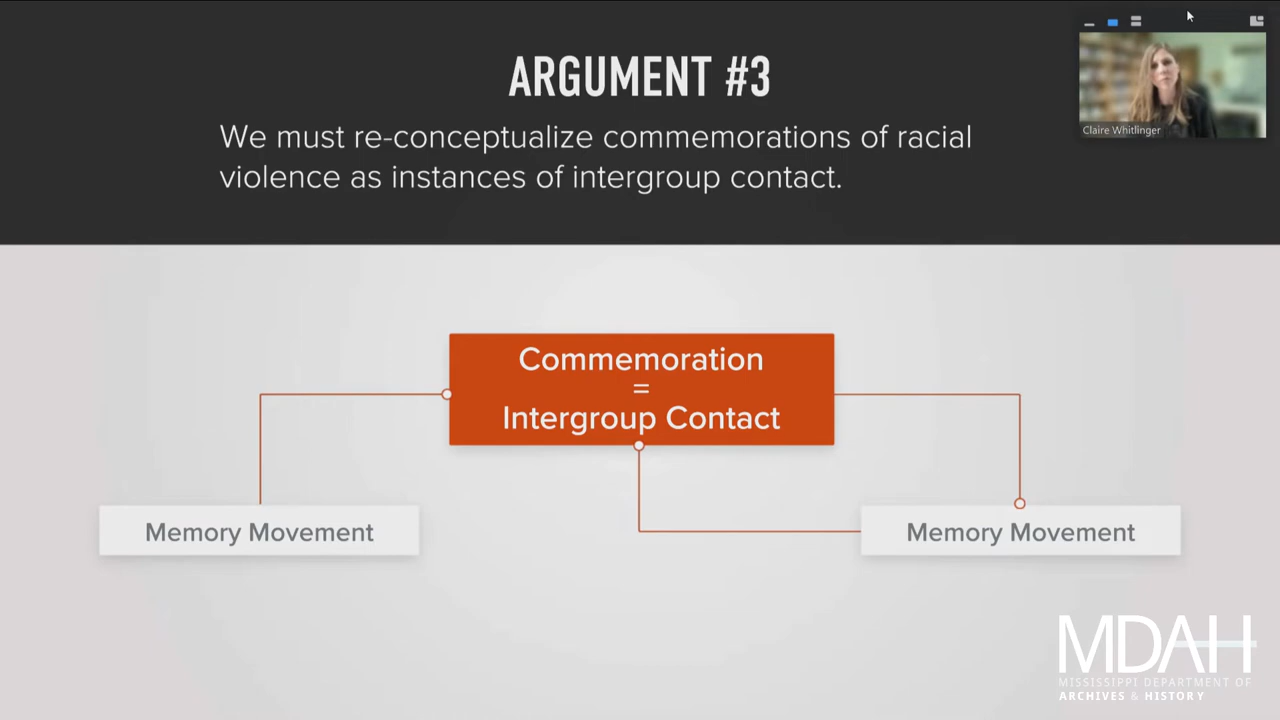 ARGUMENT #3
We must re-conceptualize commemorations of racial
violence as instances of intergroup contact.
Claire Whitlinger
Commemoration
=
Intergroup Contact
Memory Movement
Memory Movement
MDAH
MISSISSIPPI DEPARTMENT OF
ARCHIVES & HISTORY